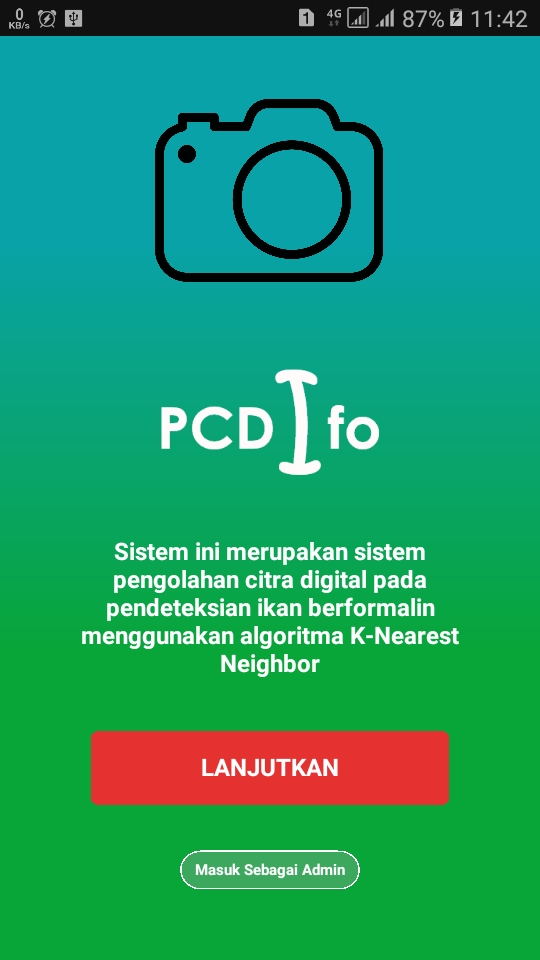 0
KB/s
1
4G
87%
11:42
PCD I fo
Sistem ini merupakan sistem
pengolahan citra digital pada
pendeteksian ikan berformalin
menggunakan algoritma K-Nearest
Neighbor
LANJUTKAN
Masuk Sebagai Admin